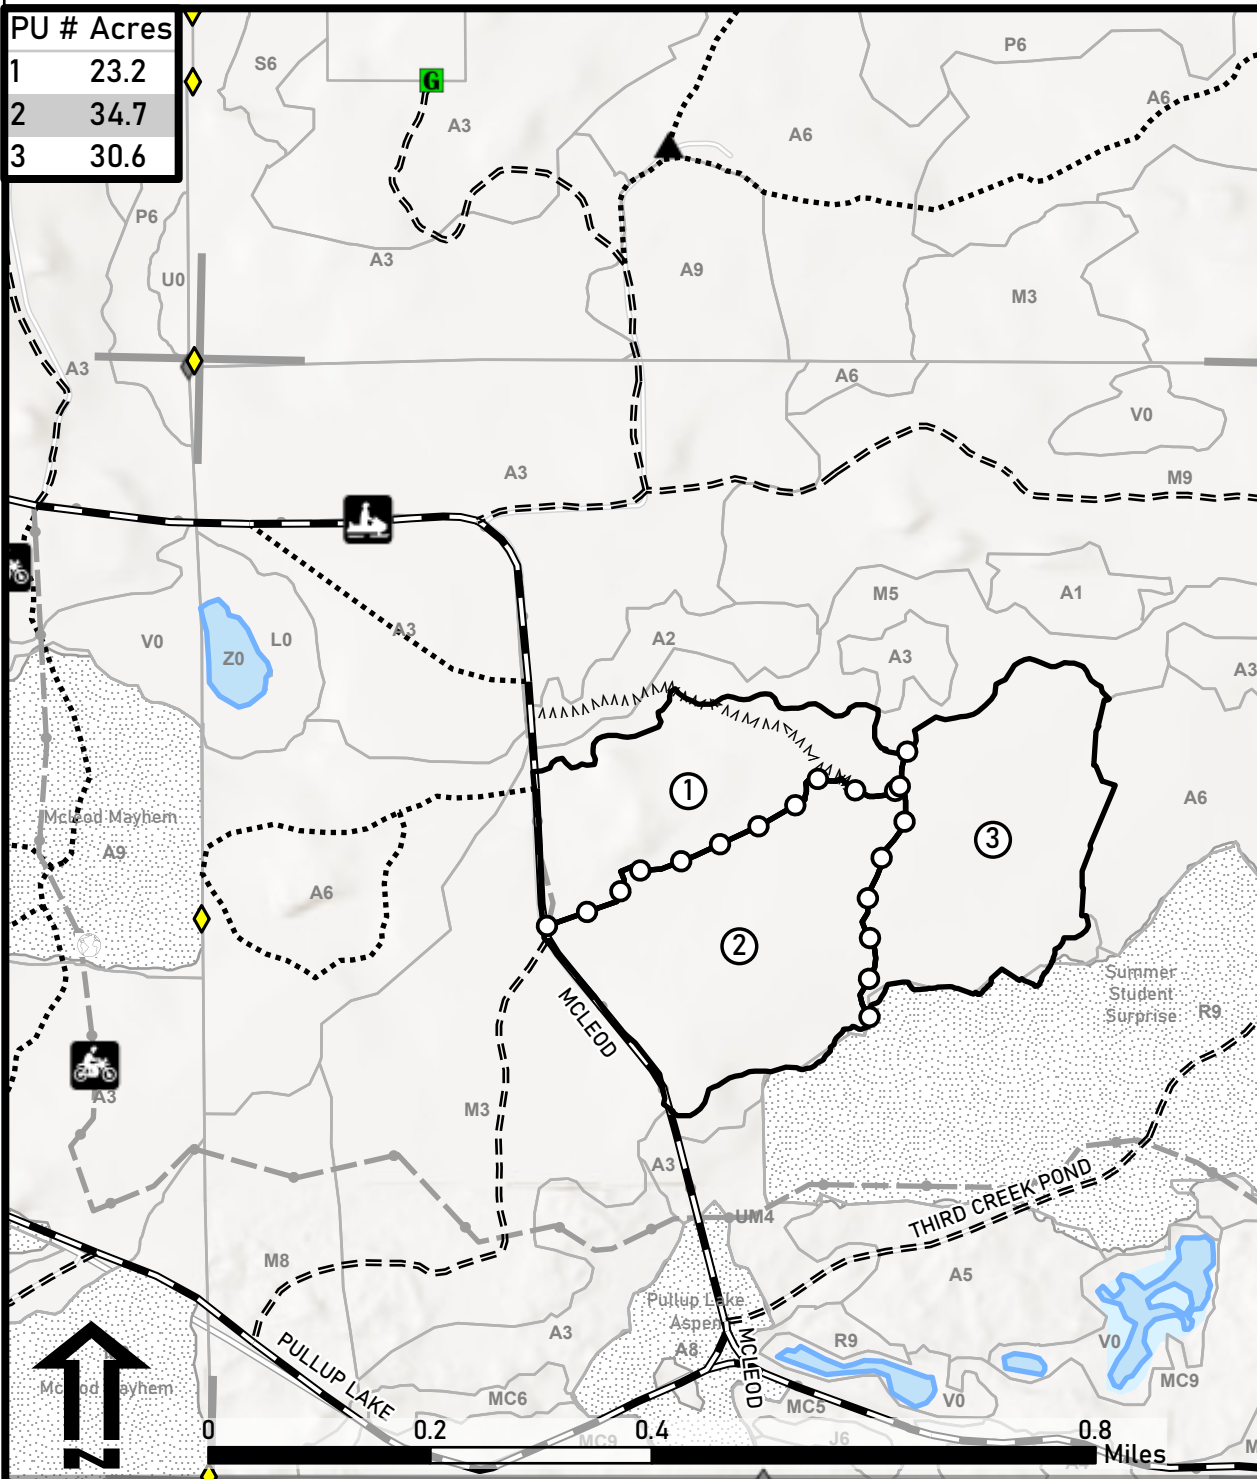 PU # Acres
1 23.2
2 34.7
3 30.6
S6
G
A3
P6
A6
A6
P6
U0
A3
A9
M3
A3
A6
V0
A3
M9
M5
A1
A3
A2
V0
Z0
L0
A3
A3
1
A6
3
Mcleod Mayhem
A9
A6
2
Summer
Student
Surprise
R9
MCLEOD
A3
M3
A3
THIRD CREEK POND
UM4
M8
A5
Pullup Lake
Aspen
A8
A3
R9
V0
MC9
PULLUP LAKE
MCLEOD
MC6
MC5
V0
MC9
J6
N
0 0.2 0.4 0.8
Miles